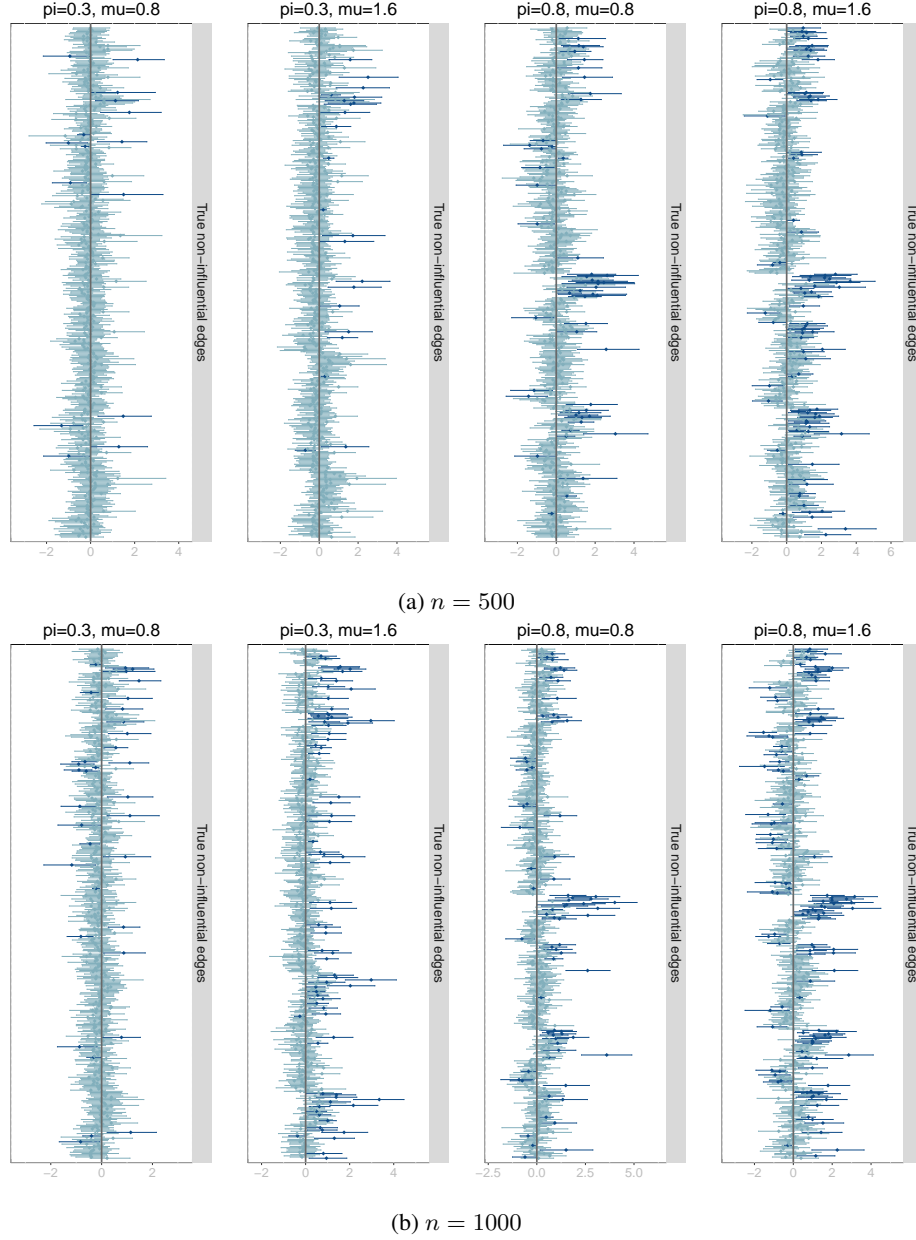 pi=0.3, mu=0.8 pi=0.3, mu=1.6 pi=0.8, mu=0.8 pi=0.8, mu=1.6
True non-influential edges True non-influential edges True non-influential edges True non-influential edges
−2 0 2 4 −2 0 2 4 −2 0 2 4 −2 0 2 4 6
(a) n = 500
pi=0.3, mu=0.8 pi=0.3, mu=1.6 pi=0.8, mu=0.8 pi=0.8, mu=1.6
True non-influential edges True non-influential edges True non-influential edges True non-influential edges
0 2 −2 0 2 4 −2.5 0.0 2.5 5.0 −2 0 2 4
(b) n = 1000